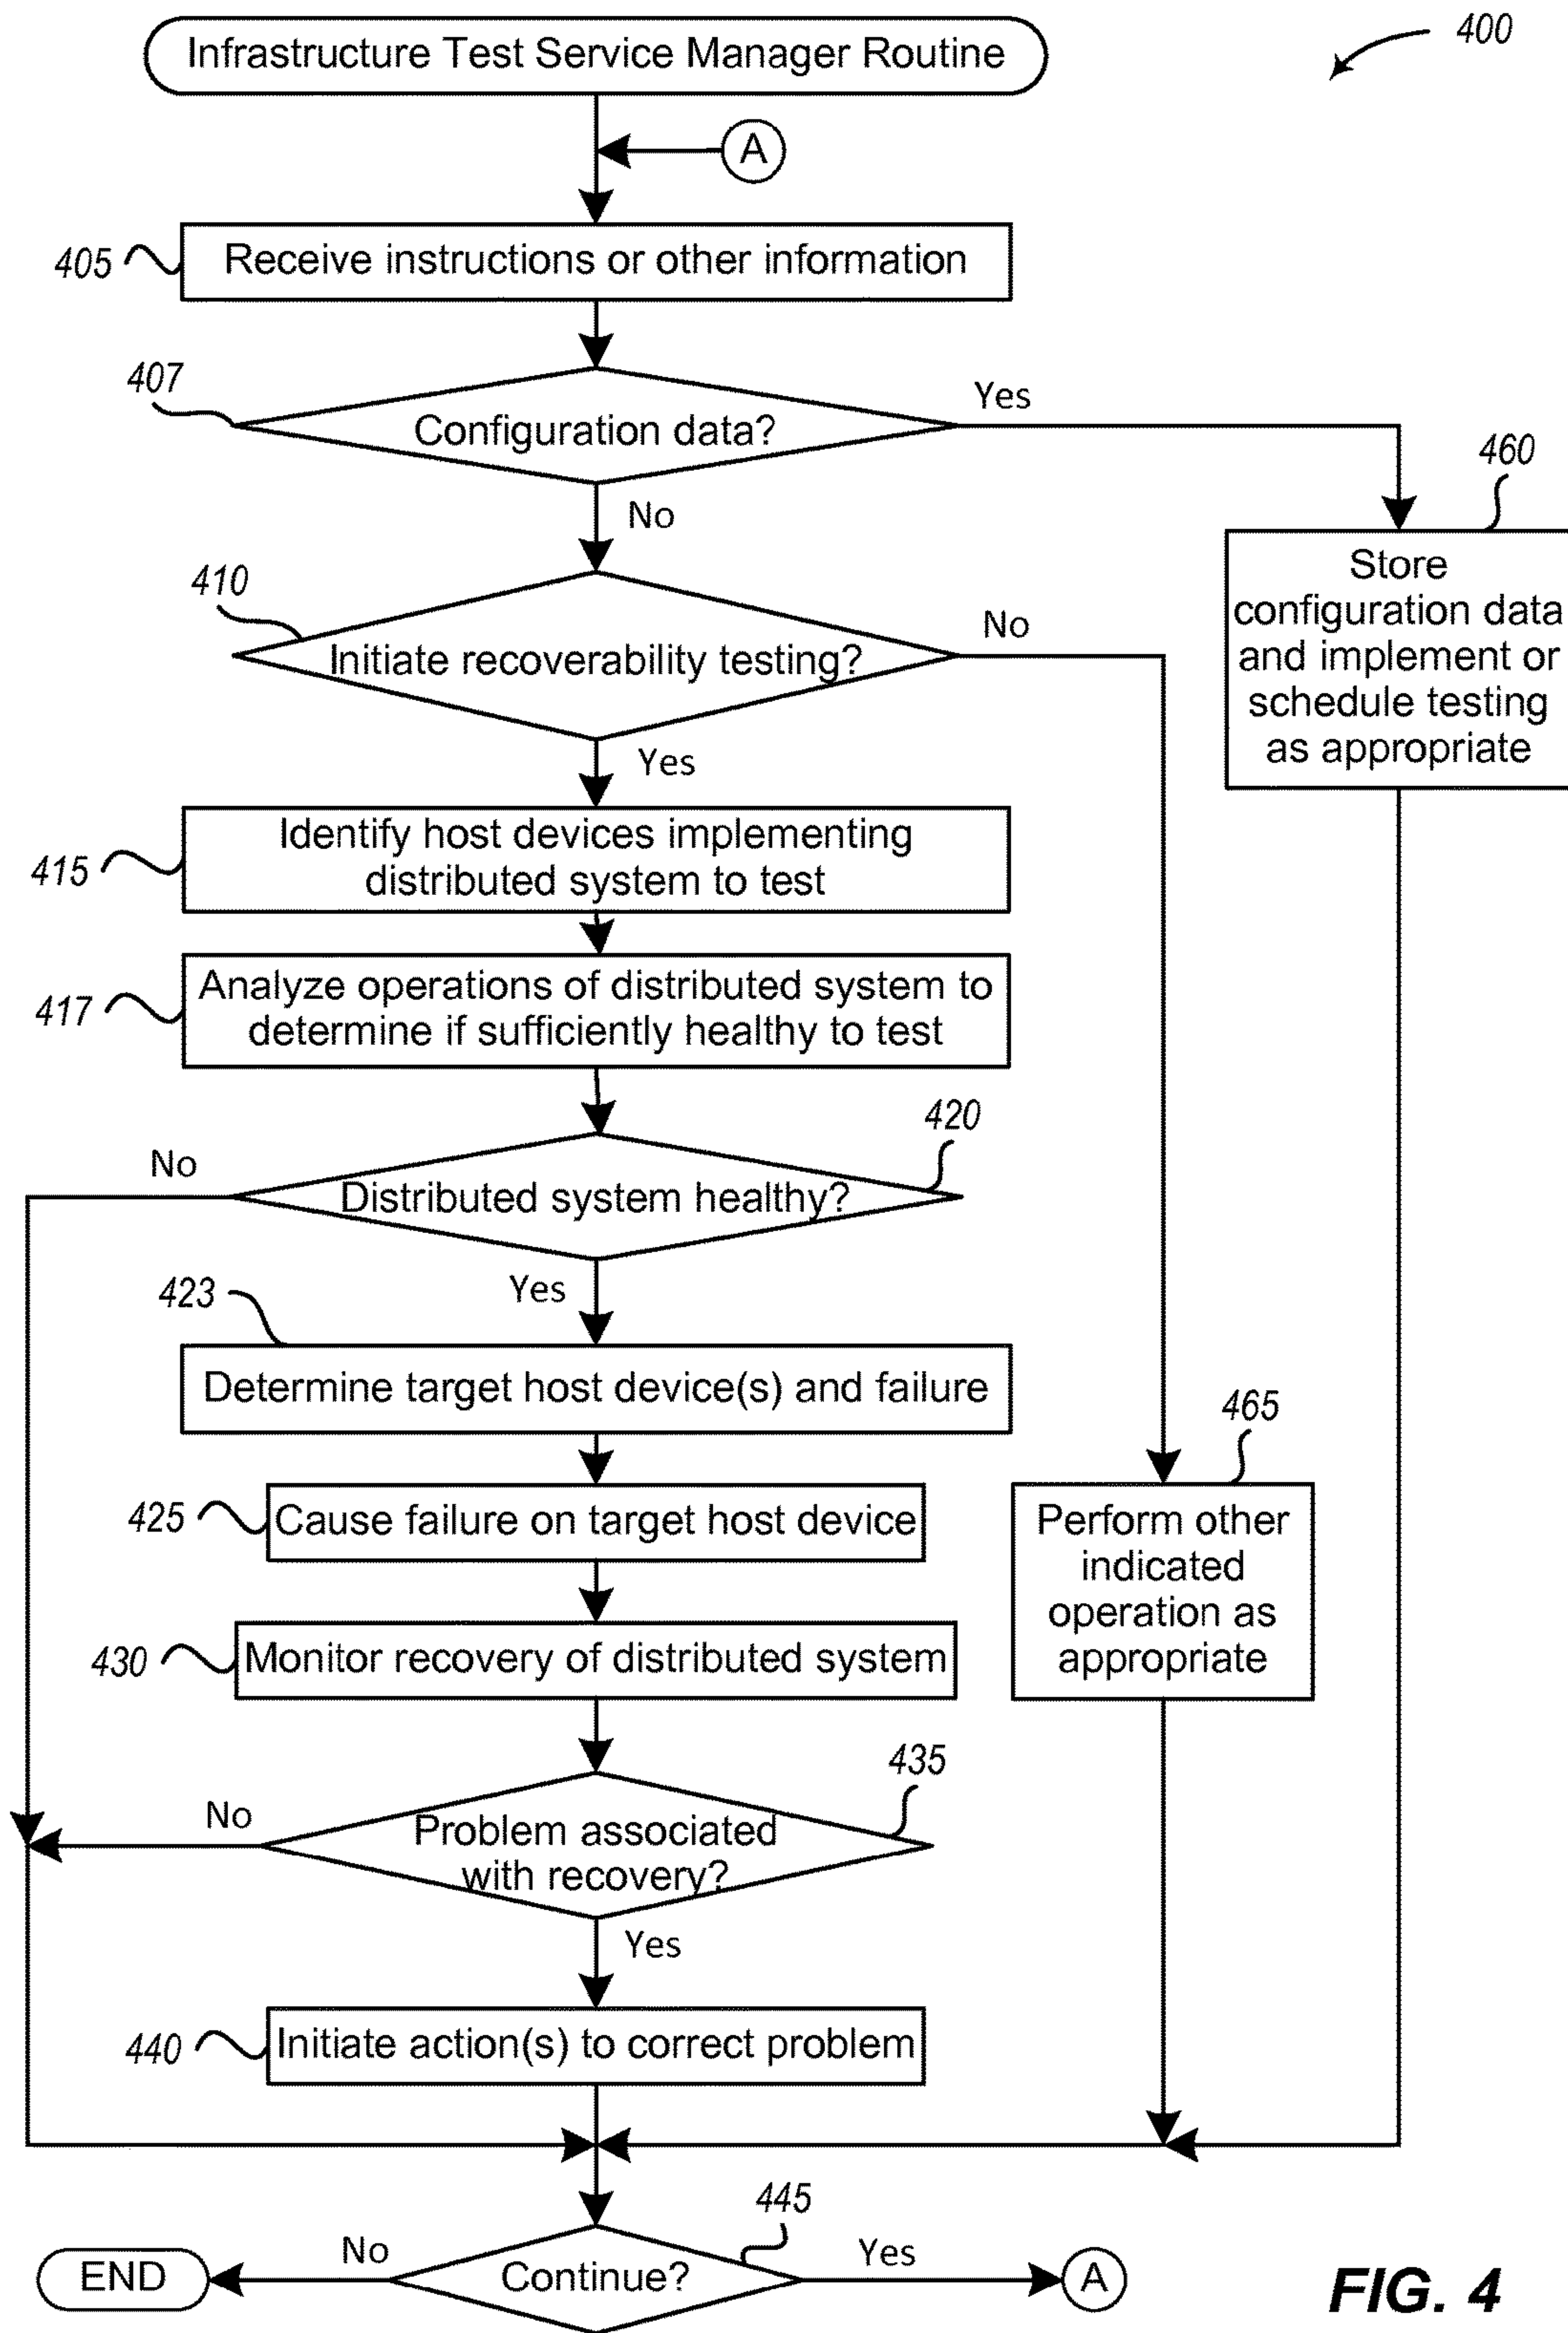 Infrastructure Test Service Manager Routine
400
A
405
Receive instructions or other information
407
Configuration data?
Yes
No
460
Store
configuration data
and implement or
schedule testing
as appropriate
410
Initiate recoverability testing?
No
Yes
415
Identify host devices implementing
distributed system to test
417
Analyze operations of distributed system to
determine if sufficiently healthy to test
420
No
Distributed system healthy?
Yes
423
Determine target host device(s) and failure
465
Perform other
indicated
operation as
appropriate
425
Cause failure on target host device
430
Monitor recovery of distributed system
435
No
Problem associated
with recovery?
Yes
440
Initiate action(s) to correct problem
445
No
Continue?
Yes
END
A
FIG. 4